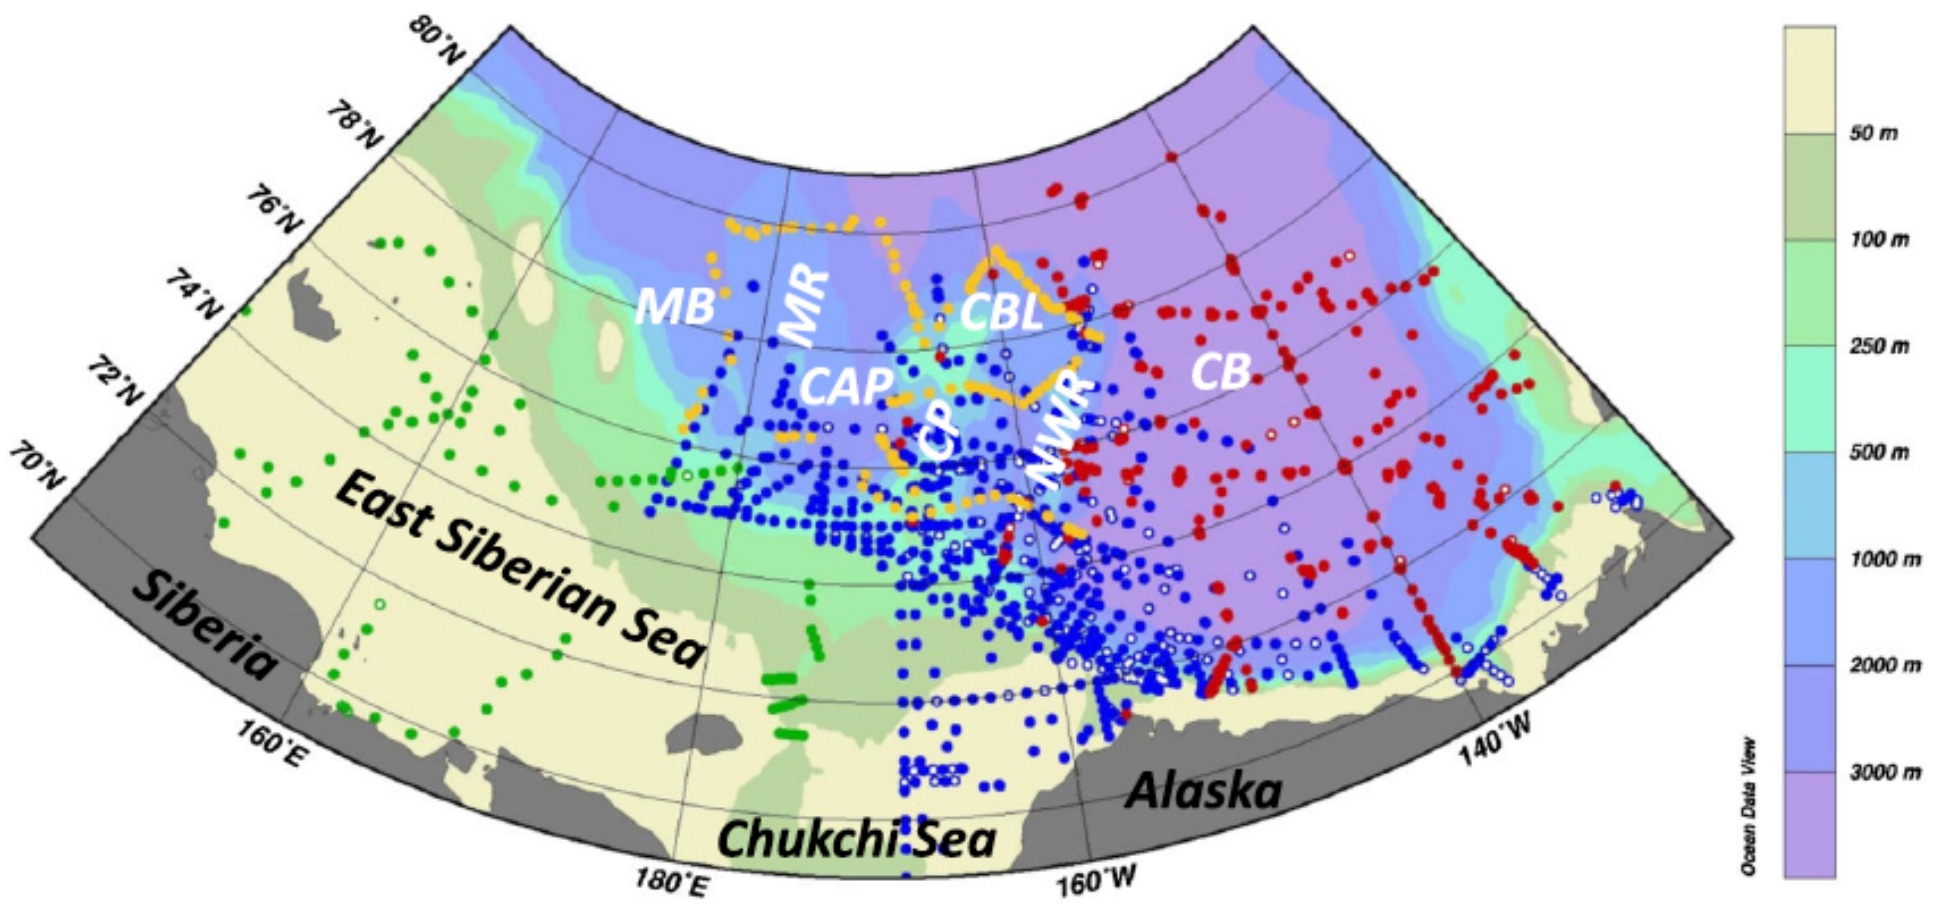 80°N
78°N
76°N
74°N
72°N
70°N
MB
MR
CBL
CAP
CP
NWR
CB
East Siberian Sea
Siberia
Chukchi Sea
Alaska
160°E
180°E
160°W
140°W
50 m
100 m
250 m
500 m
1000 m
2000 m
3000 m
Ocean Data View